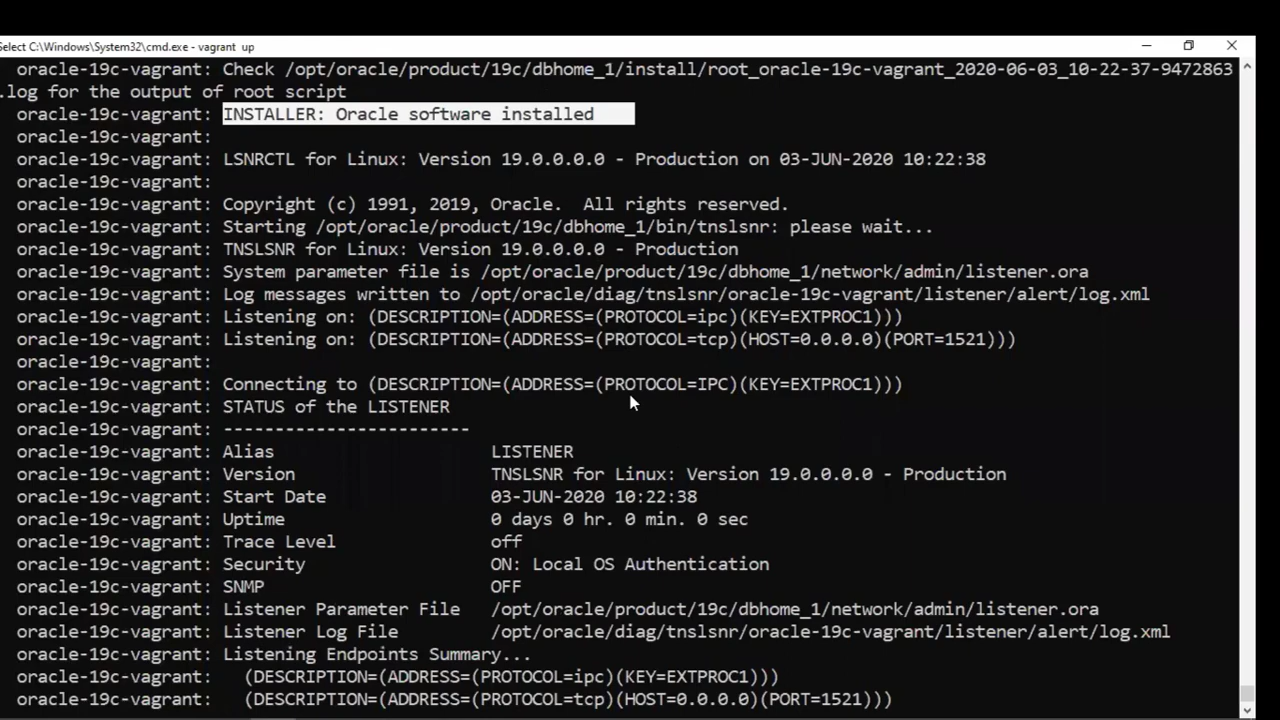 Select C:\Windows\System32\cmd.exe - vagrant  up
oracle-19c-vagrant: Check /opt/oracle/product/19c/dbhome_1/install/root_oracle-19c-vagrant_2020-06-03_10-22-37-9472863
.log for the output of root script
oracle-19c-vagrant: INSTALLER: Oracle software installed
oracle-19c-vagrant:
oracle-19c-vagrant: LSNRCTL for Linux: Version 19.0.0.0.0 - Production on 03-JUN-2020 10:22:38
oracle-19c-vagrant:
oracle-19c-vagrant: Copyright (c) 1991, 2019, Oracle.  All rights reserved.
oracle-19c-vagrant: Starting /opt/oracle/product/19c/dbhome_1/bin/tnslsnr: please wait...
oracle-19c-vagrant: TNSLSNR for Linux: Version 19.0.0.0.0 - Production
oracle-19c-vagrant: System parameter file is /opt/oracle/product/19c/dbhome_1/network/admin/listener.ora
oracle-19c-vagrant: Log messages written to /opt/oracle/diag/tnslsnr/oracle-19c-vagrant/listener/alert/log.xml
oracle-19c-vagrant: Listening on: (DESCRIPTION=(ADDRESS=(PROTOCOL=ipc)(KEY=EXTPROC1)))
oracle-19c-vagrant: Listening on: (DESCRIPTION=(ADDRESS=(PROTOCOL=tcp)(HOST=0.0.0.0)(PORT=1521)))
oracle-19c-vagrant:
oracle-19c-vagrant: Connecting to (DESCRIPTION=(ADDRESS=(PROTOCOL=IPC)(KEY=EXTPROC1)))
oracle-19c-vagrant: STATUS of the LISTENER
oracle-19c-vagrant: ------------------------
oracle-19c-vagrant: Alias                     LISTENER
oracle-19c-vagrant: Version                   TNSLSNR for Linux: Version 19.0.0.0.0 - Production
oracle-19c-vagrant: Start Date                03-JUN-2020 10:22:38
oracle-19c-vagrant: Uptime                    0 days 0 hr. 0 min. 0 sec
oracle-19c-vagrant: Trace Level               off
oracle-19c-vagrant: Security                  ON: Local OS Authentication
oracle-19c-vagrant: SNMP                      OFF
oracle-19c-vagrant: Listener Parameter File   /opt/oracle/product/19c/dbhome_1/network/admin/listener.ora
oracle-19c-vagrant: Listener Log File         /opt/oracle/diag/tnslsnr/oracle-19c-vagrant/listener/alert/log.xml
oracle-19c-vagrant: Listening Endpoints Summary...
oracle-19c-vagrant:   (DESCRIPTION=(ADDRESS=(PROTOCOL=ipc)(KEY=EXTPROC1)))
oracle-19c-vagrant:   (DESCRIPTION=(ADDRESS=(PROTOCOL=tcp)(HOST=0.0.0.0)(PORT=1521)))